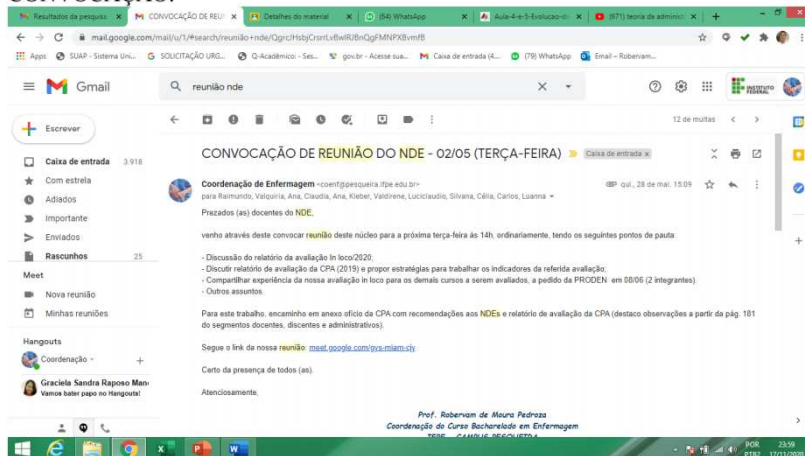 Resultados da pesquisa
CONVOCAÇÃO DE REU
Detalhes do material
(54) WhatsApp
Aula-4-e-5-Evolucao-d
(671) teoria de administ
mail.google.com/mail/u/1/#search/reunião+nde/
Apps
SUAP - Sistema Uni...
SOLICITAÇÃO URG...
Q-Acadêmico: - Ses...
gov.br - Acesse sua...
Caixa de entrada (4....
(79) WhatsApp
Email – Robervam...
Gmail
reunião nde
INSTITUTO FEDERAL
Escrever
12 de muitas
CONVOCAÇÃO DE REUNIÃO DO NDE - 02/05 (TERÇA-FEIRA)
Caixa de entrada x
Caixa de entrada 3.918
Com estrela
Adiados
Importante
Enviados
Rascunhos 25
Meet
Nova reunião
Minhas reuniões
Hangouts
Coordenação
Graciela Sandra Raposo Man
Vamos bater papo no Hangouts!
Coordenação de Enfermagem <coenf@pesqueira.ifpe.edu.br>
qui., 28 de mai. 15:09
para Raimundo, Valquiria, Ana, Claudia, Ana, Kleber, Valdirene, Luciclaudio, Silvana, Célia, Carlos, Luanna
Prezados (as) docentes do NDE,
venho através deste convocar reunião deste núcleo para a próxima terça-feira às 14h, ordinariamente, tendo os seguintes pontos de pauta:
- Discussão do relatório da avaliação In loco/2020;
- Discutir relatório de avaliação da CPA (2019) e propor estratégias para trabalhar os indicadores da referida avaliação;
- Compartilhar experiência da nossa avaliação in loco para os demais cursos a serem avaliados, a pedido da PRODEN em 08/06 (2 integrantes).
- Outros assuntos.
Para este trabalho, encaminho em anexo ofício da CPA com recomendações aos NDEs e relatório de avaliação da CPA (destaco observações a partir da pág. 181
do segmentos docentes, discentes e administrativos).
Segue o link da nossa reunião: meet.google.com/gvs-miam-cjy
Certo da presença de todos (as).
Atenciosamente,
Prof. Robervam de Moura Pedroza
Coordenação do Curso Bacharelado em Enfermagem
POR
PTB2
23:59
17/11/2020